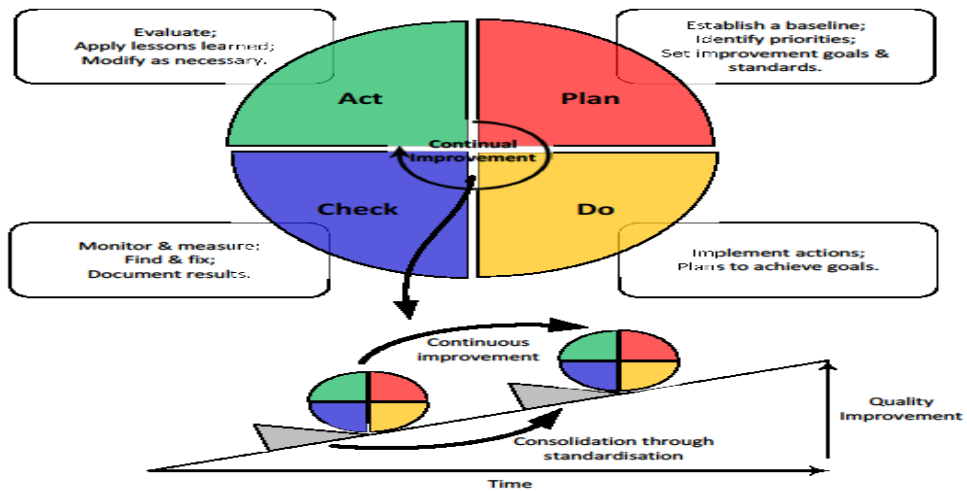 Evaluate;
Apply lessons learned;
Modify as necessary.
Establish a baseline;
Identify priorities;
Set improvement goals &
standards.
Act
Plan
Continual
Improvement
Check
Do
Monitor & measure;
Find & fix;
Document results.
Implement actions;
Plans to achieve goals.
Continuous
improvement
Quality
Improvement
Consolidation through
standardisation
Time